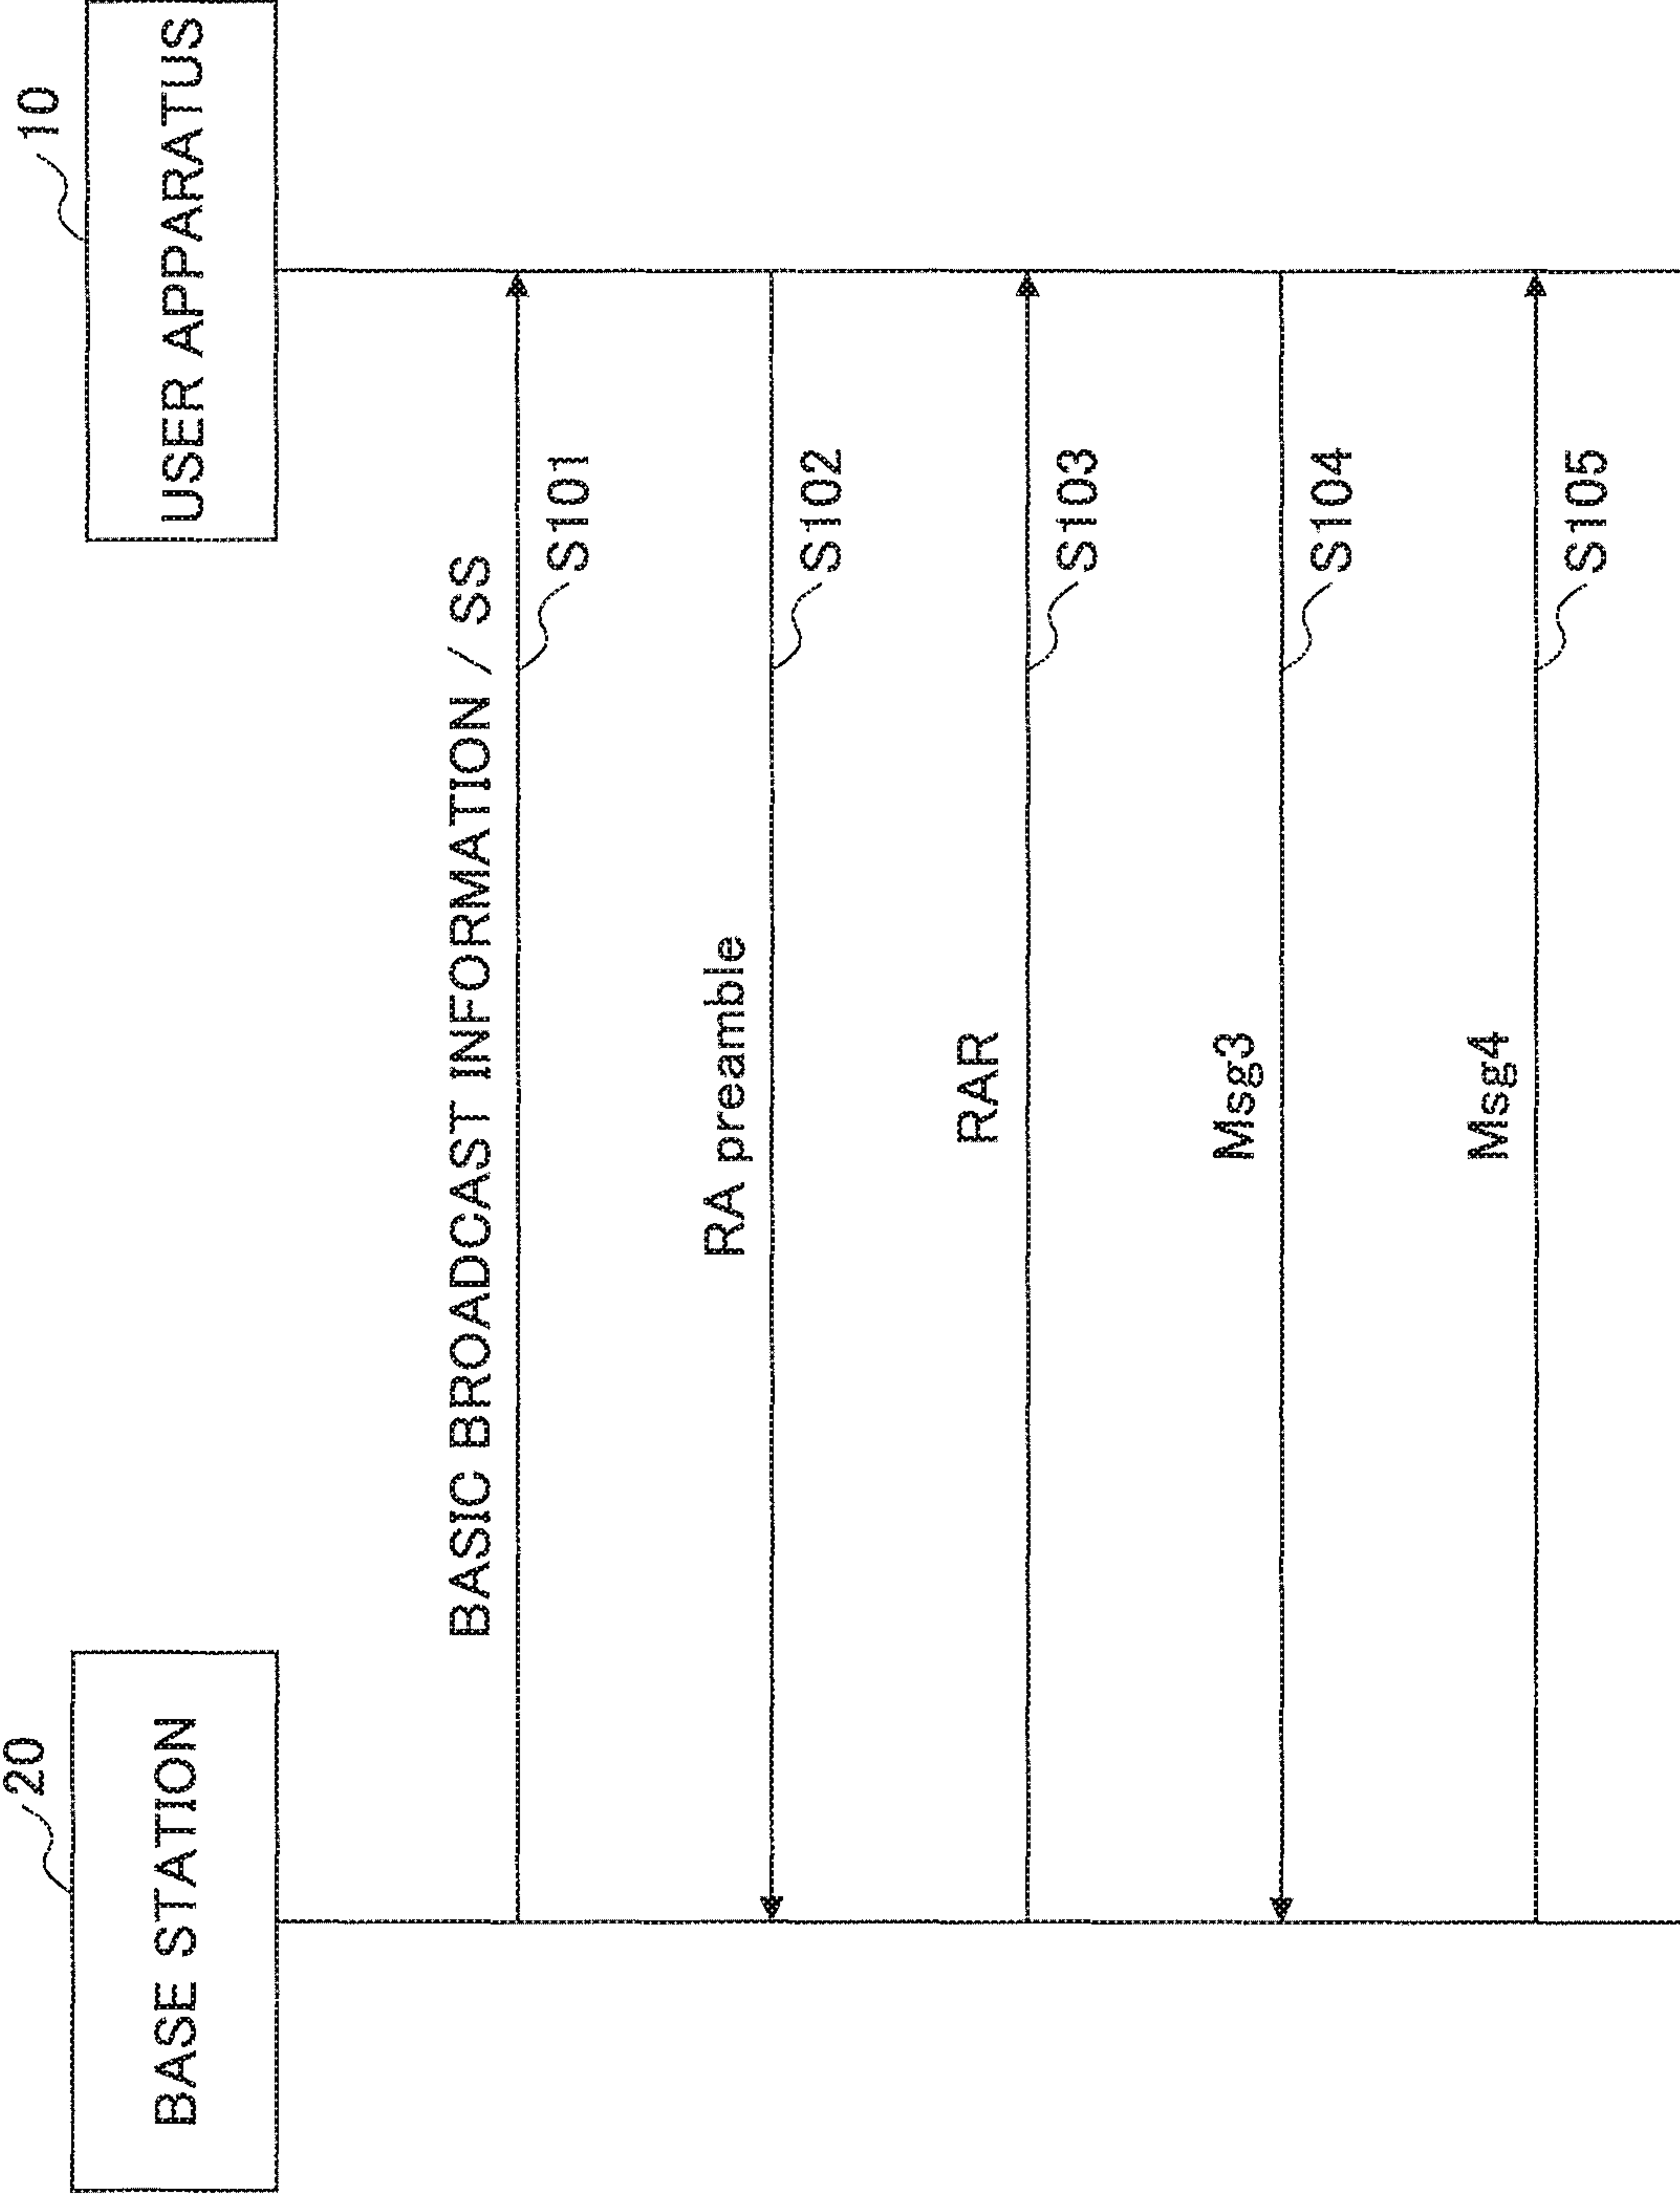 20
BASE STATION
10
USER APPARATUS
BASIC BROADCAST INFORMATION / SS
S101
RA preamble
S102
RAR
S103
Msg3
S104
Msg4
S105